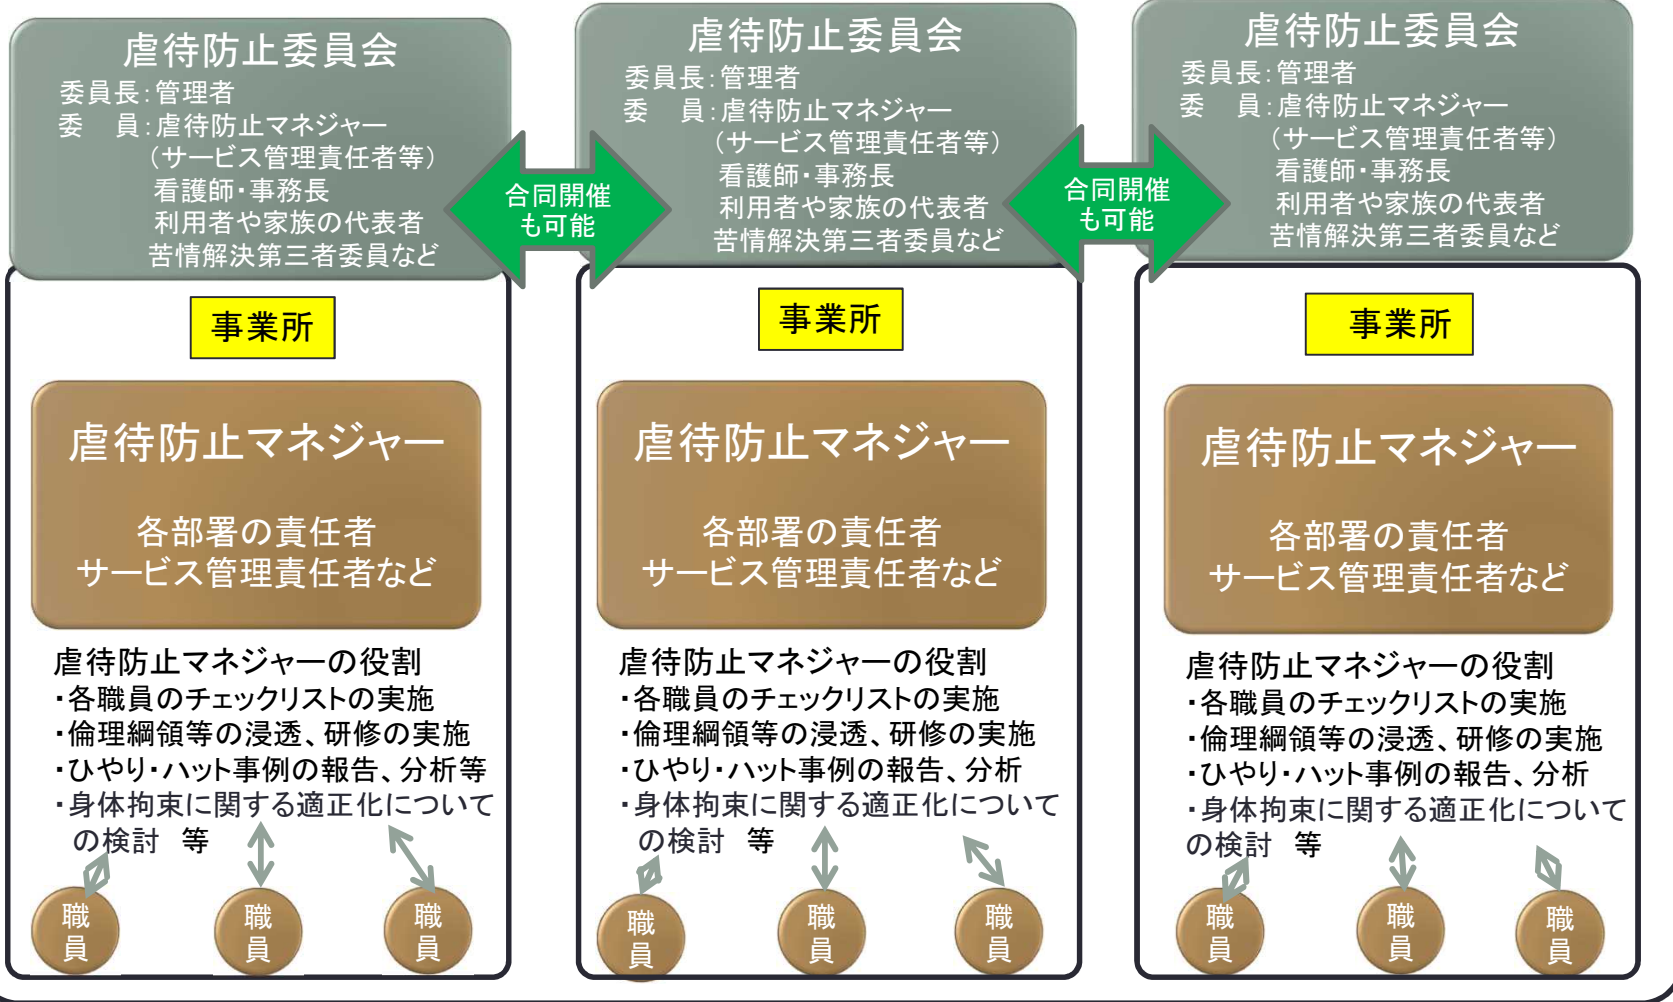 虐待防止委員会
委員長：管理者
委　員：虐待防止マネジャー
（サービス管理責任者等）
看護師・事務長
利用者や家族の代表者
苦情解決第三者委員など
合同開催
も可能
虐待防止委員会
委員長：管理者
委　員：虐待防止マネジャー
（サービス管理責任者等）
看護師・事務長
利用者や家族の代表者
苦情解決第三者委員など
合同開催
も可能
虐待防止委員会
委員長：管理者
委　員：虐待防止マネジャー
（サービス管理責任者等）
看護師・事務長
利用者や家族の代表者
苦情解決第三者委員など
事業所
虐待防止マネジャー
各部署の責任者
サービス管理責任者など
虐待防止マネジャーの役割
・各職員のチェックリストの実施
・倫理綱領等の浸透、研修の実施
・ひやり・ハット事例の報告、分析等
・身体拘束に関する適正化について
の検討　等
職員
職員
職員
事業所
虐待防止マネジャー
各部署の責任者
サービス管理責任者など
虐待防止マネジャーの役割
・各職員のチェックリストの実施
・倫理綱領等の浸透、研修の実施
・ひやり・ハット事例の報告、分析
・身体拘束に関する適正化について
の検討　等
職員
職員
職員
事業所
虐待防止マネジャー
各部署の責任者
サービス管理責任者など
虐待防止マネジャーの役割
・各職員のチェックリストの実施
・倫理綱領等の浸透、研修の実施
・ひやり・ハット事例の報告、分析
・身体拘束に関する適正化について
の検討　等
職員
職員
職員